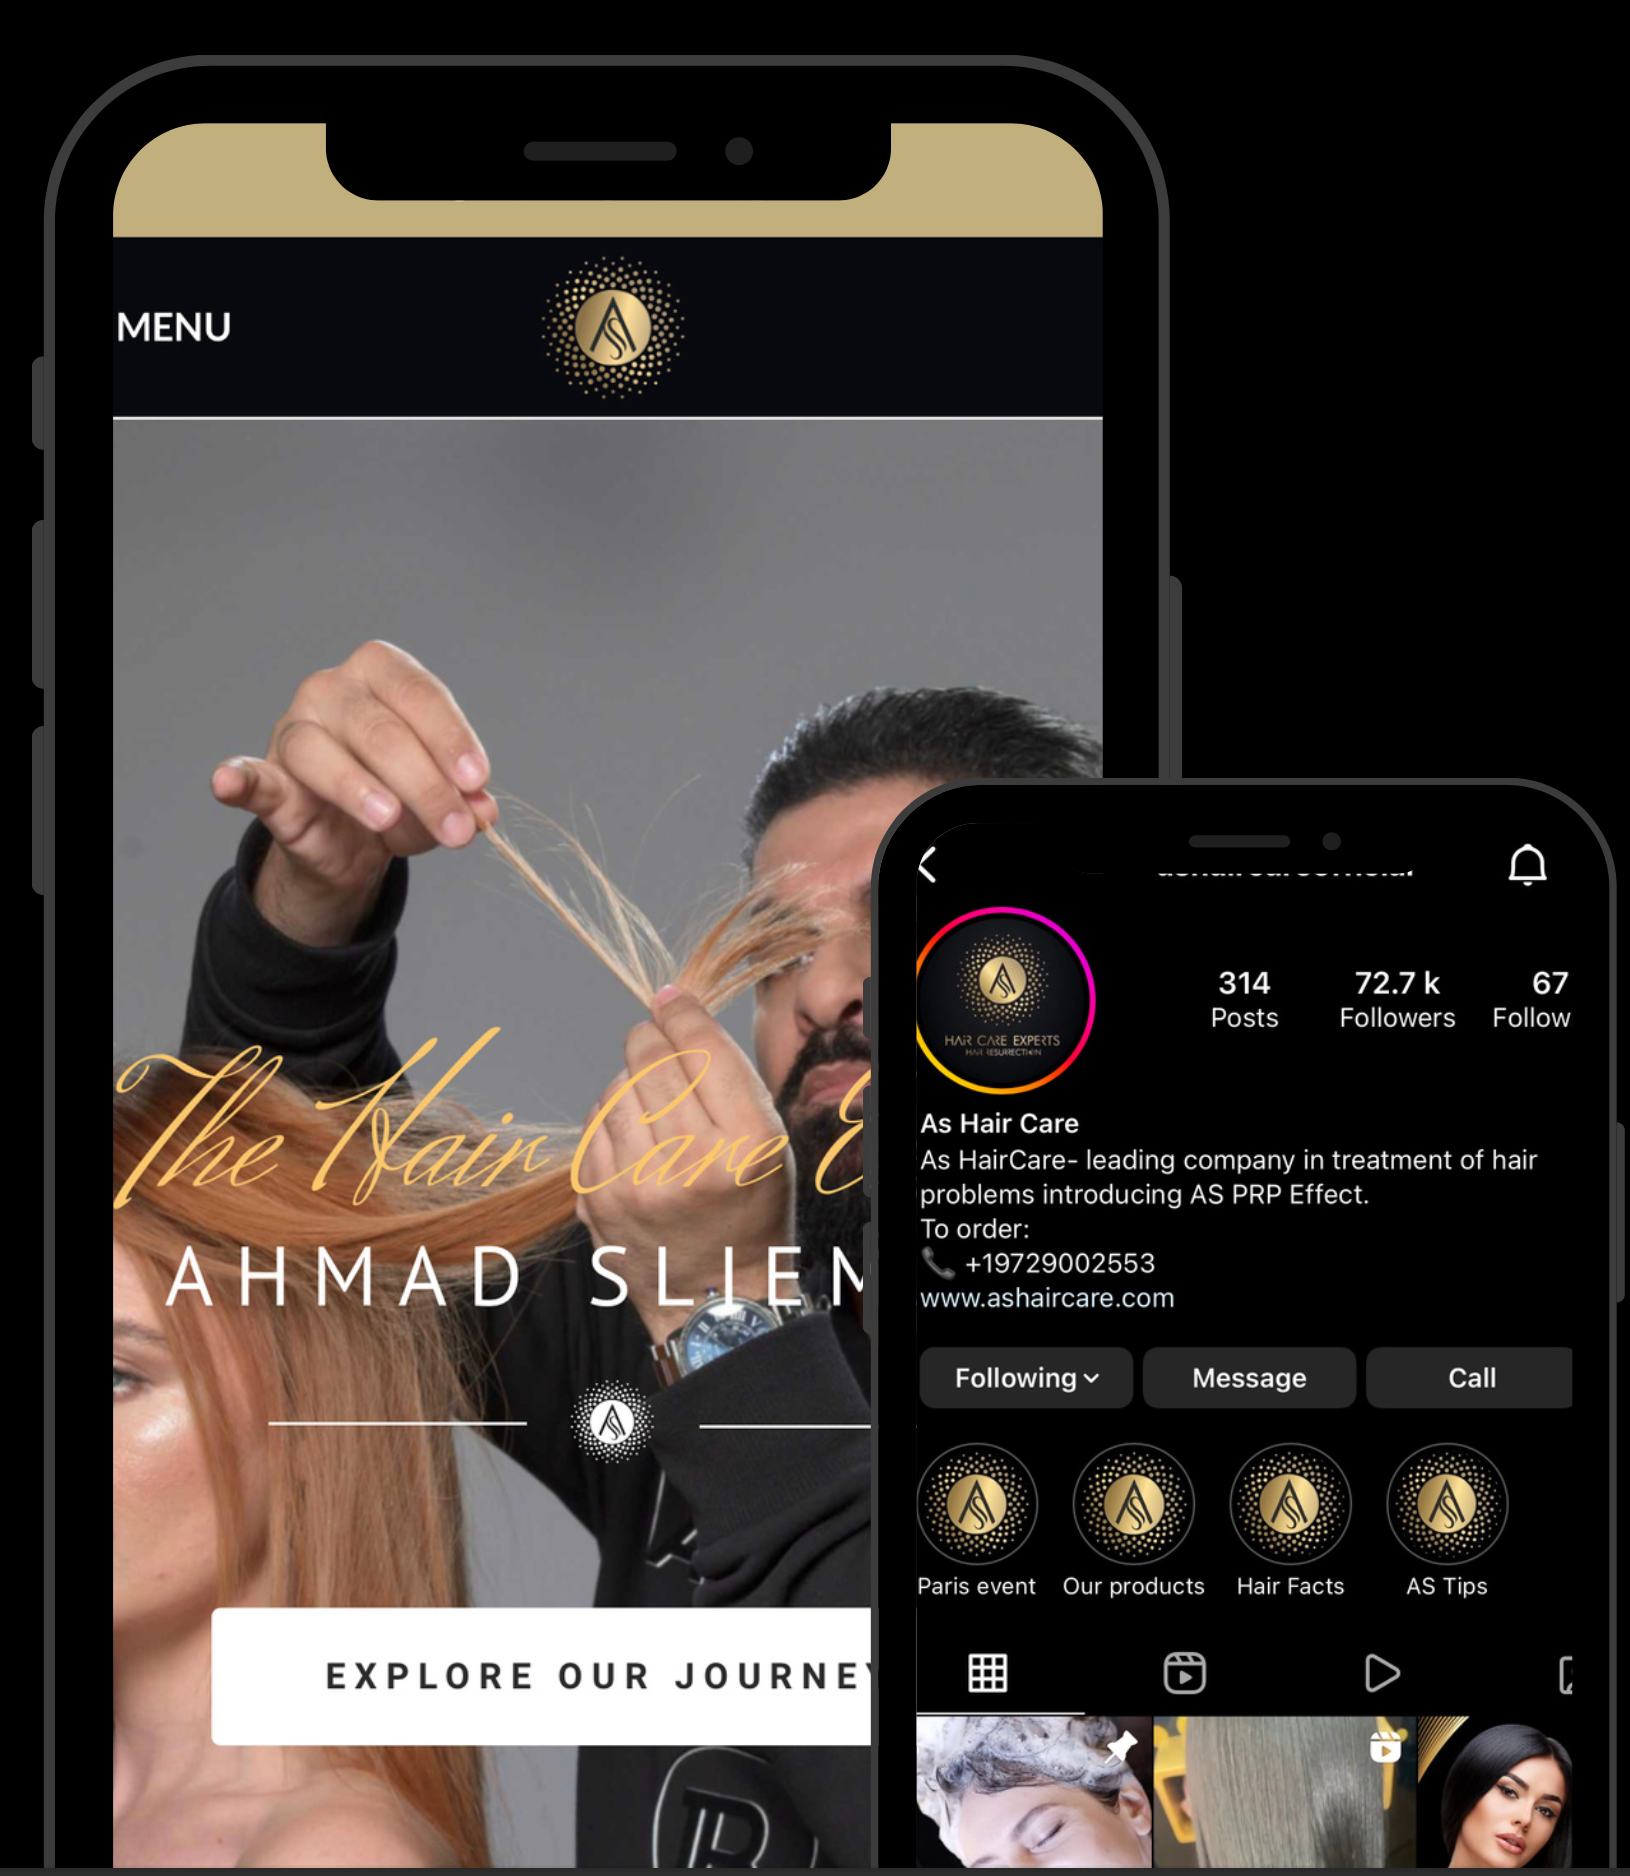 MENU
The Hair Care
AHMAD SLIEM
EXPLORE OUR JOURNEY
HAIR CARE EXPERTS
HAIR RESURRECTION
314
72.7 k
67
Posts
Followers
Follow
As Hair Care
As HairCare- leading company in treatment of hair
problems introducing AS PRP Effect.
To order:
📞 +19729002553
www.ashaircare.com
Following
Message
Call
Paris event
Our products
Hair Facts
AS Tips